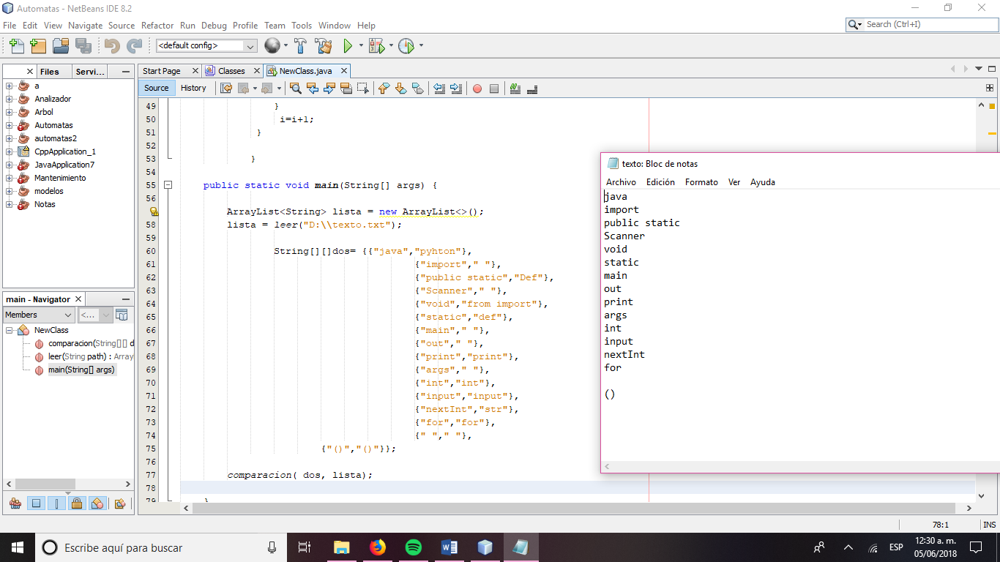 Automatas - NetBeans IDE 8.2
File Edit View Navigate Source Refactor Run Debug Profile Team Tools Window Help
Search (Ctrl+I)
<default config>
Files Servi...
a
Analizador
Arbol
Automatas
automatas2
CppApplication_1
JavaApplication7
Mantenimiento
modelos
Notas
main - Navigator
Members <...
NewClass
comparacion(String[][] d
leer(String path) : Array
main(String[] args)
Start Page Classes NewClass.java
Source History
49 }
50 i=i+1;
51 }
52
53 }
54
55 public static void main(String[] args) {
56
ArrayList<String> lista = new ArrayList<>();
58 lista = leer("D:\\texto.txt");
59
60 String[][]dos= {{"java","pyhton"},
61 {"import"," "},
62 {"public static","Def"},
63 {"Scanner"," "},
64 {"void","from import"},
65 {"static","def"},
66 {"main"," "},
67 {"out"," "},
68 {"print","print"},
69 {"args"," "},
70 {"int","int"},
71 {"input","input"},
72 {"nextInt","str"},
73 {"for","for"},
74 {" "," "},
75 {"()","()"}};
76
77 comparacion( dos, lista);
78
79 }
texto: Bloc de notas
Archivo Edición Formato Ver Ayuda
java
import
public static
Scanner
void
static
main
out
print
args
int
input
nextInt
for
()
78:1 INS
Escribe aquí para buscar
ESP
12:30 a. m.
05/06/2018